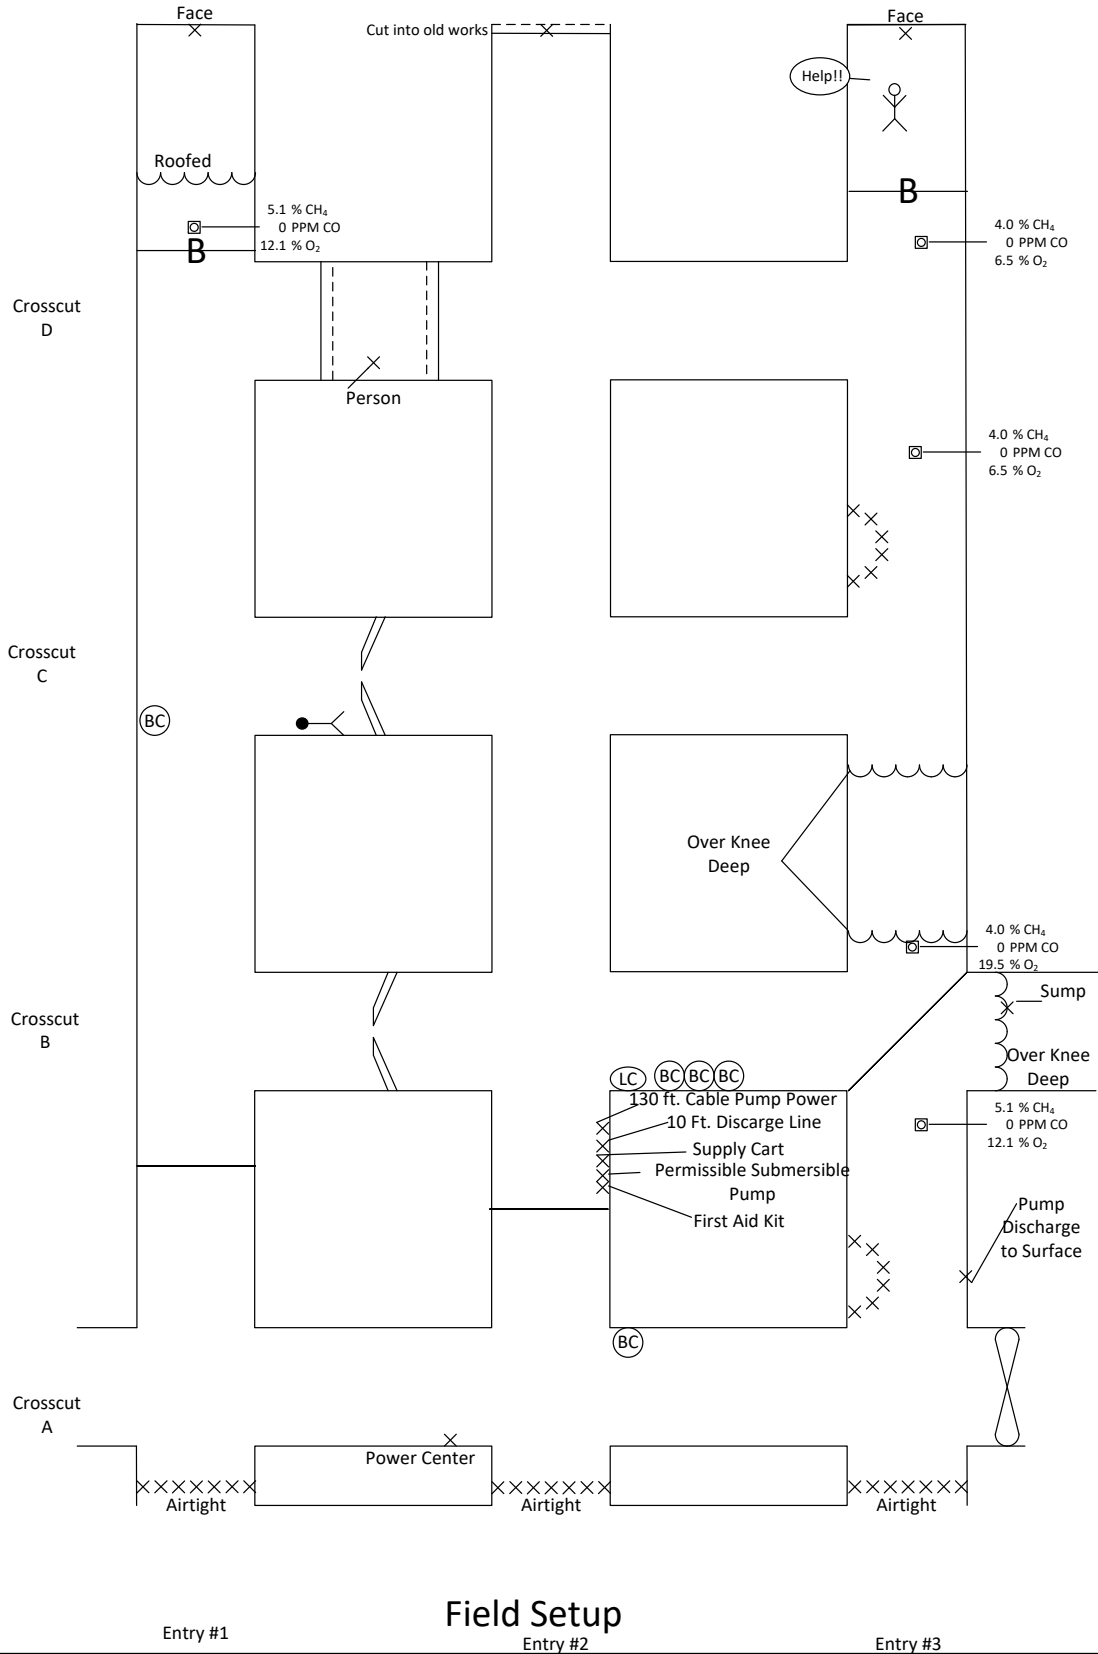 Face
Cut into old works
Face
Help!!
Roofed
B
5.1 % CH₄
0 PPM CO
12.1 % O₂
B
4.0 % CH₄
0 PPM CO
6.5 % O₂
Crosscut
D
Person
4.0 % CH₄
0 PPM CO
6.5 % O₂
Crosscut
C
BC
Over Knee
Deep
4.0 % CH₄
0 PPM CO
19.5 % O₂
Sump
Crosscut
B
Over Knee
Deep
LC
BC
BC
BC
130 ft. Cable Pump Power
10 Ft. Discarge Line
Supply Cart
Permissible Submersible
Pump
First Aid Kit
5.1 % CH₄
0 PPM CO
12.1 % O₂
Pump
Discharge
to Surface
BC
Crosscut
A
Power Center
Airtight
Airtight
Airtight
Field Setup
Entry #1
Entry #2
Entry #3